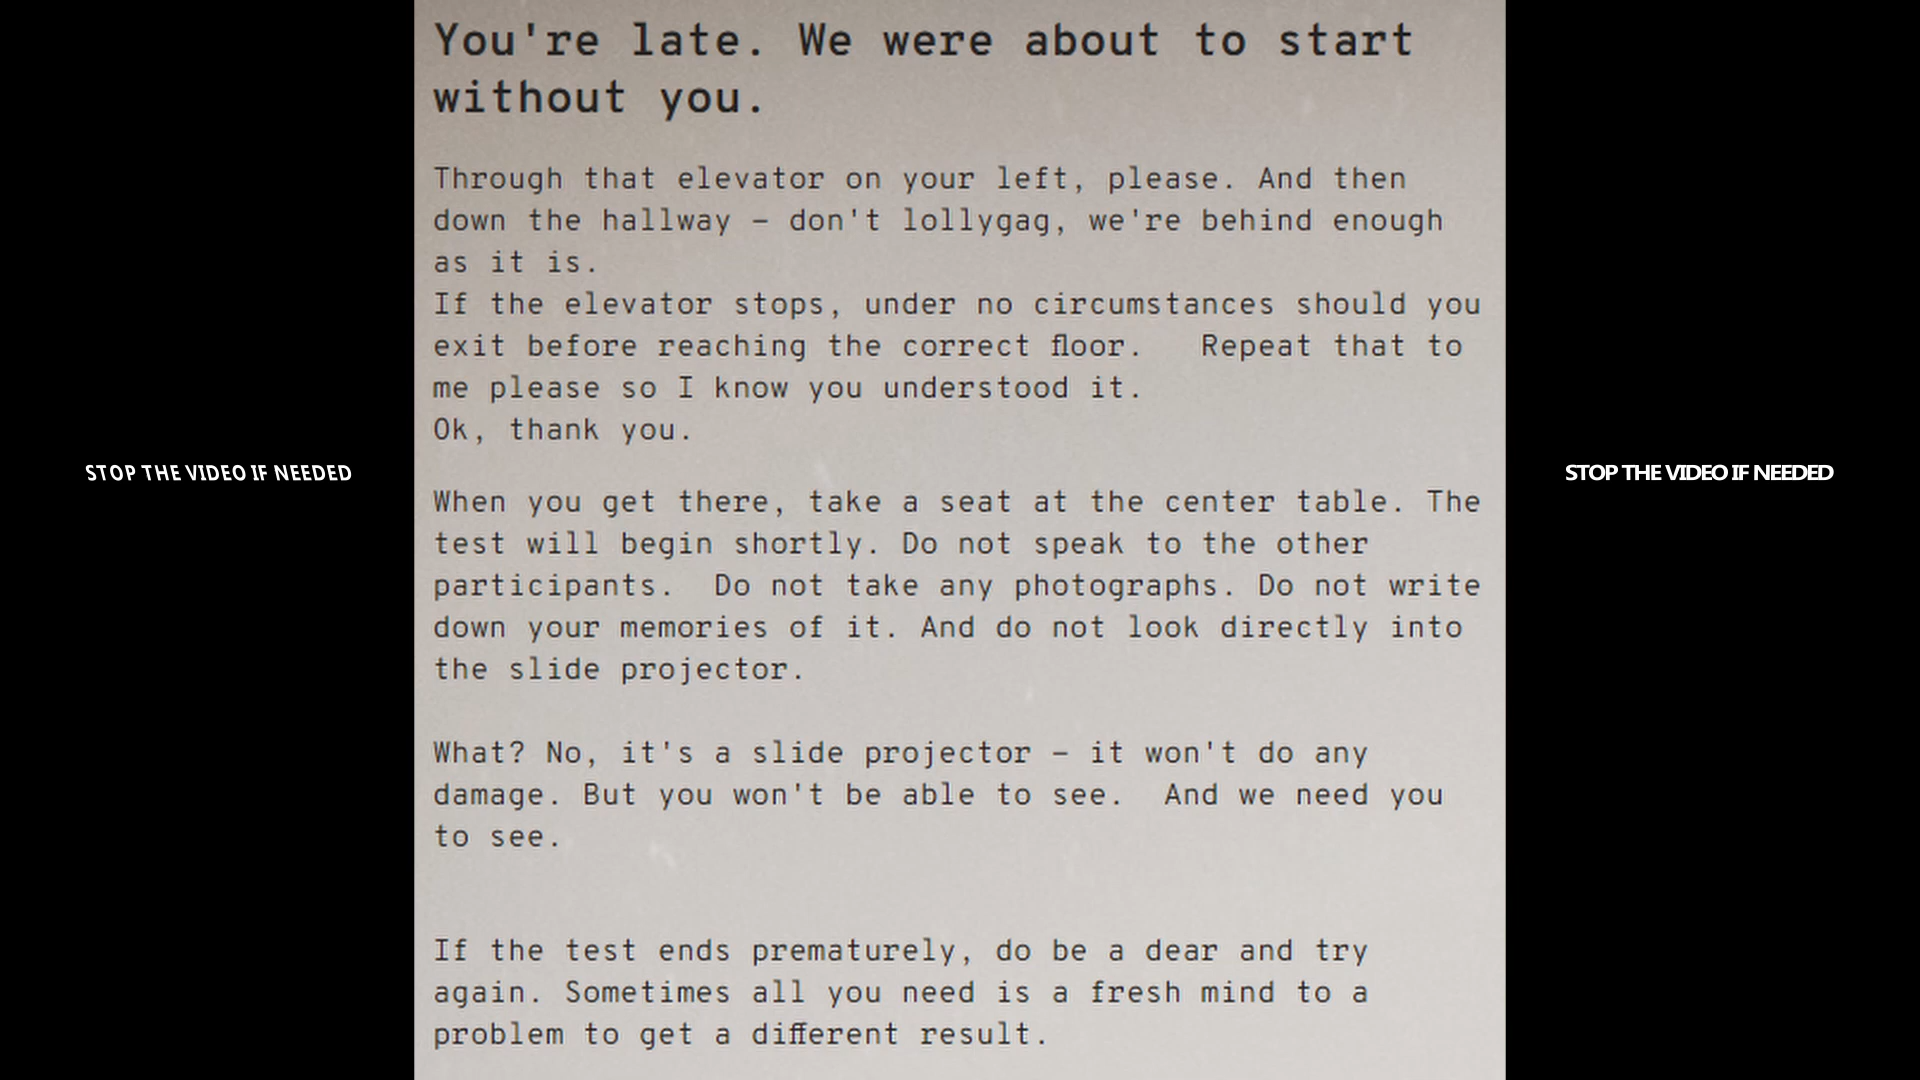 You're late. We were about to start
without you.
Through that elevator on your left, please. And then
down the hallway – don't lollygag, we're behind enough
as it is.
If the elevator stops, under no circumstances should you
exit before reaching the correct floor.   Repeat that to
me please so I know you understood it.
Ok, thank you.
STOP THE VIDEO IF NEEDED
STOP THE VIDEO IF NEEDED
When you get there, take a seat at the center table. The
test will begin shortly. Do not speak to the other
participants.  Do not take any photographs. Do not write
down your memories of it. And do not look directly into
the slide projector.
What? No, it's a slide projector – it won't do any
damage. But you won't be able to see.  And we need you
to see.
If the test ends prematurely, do be a dear and try
again. Sometimes all you need is a fresh mind to a
problem to get a different result.